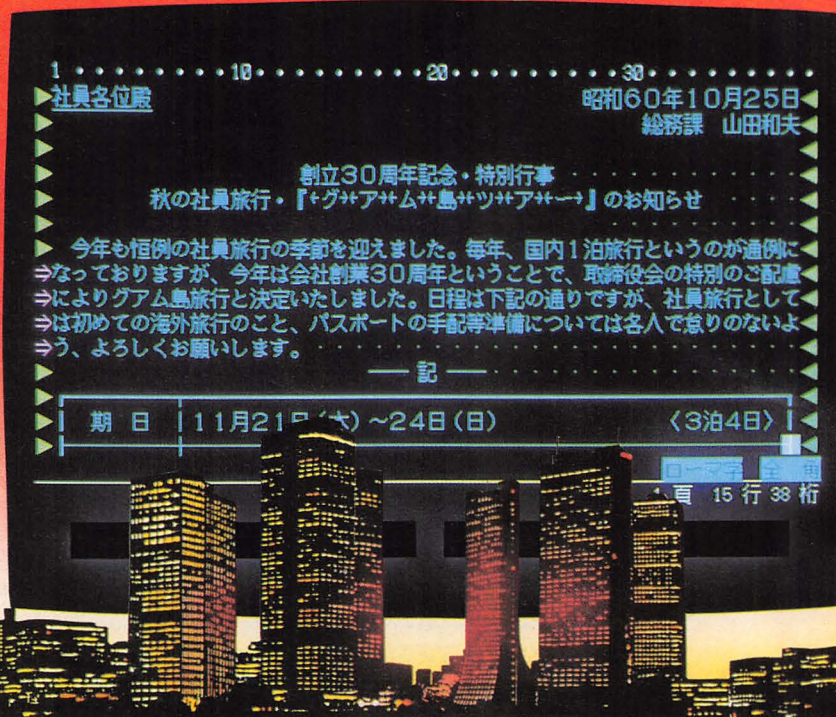 1・・・・・・・・10・・・・・・・・・20・・・・・・・・・30・・・・・・・・
社員各位殿　昭和60年10月25日
総務課　山田和夫
創立30周年記念・特別行事
秋の社員旅行・『グアム島ツアー』のお知らせ
今年も恒例の社員旅行の季節を迎えました。毎年、国内1泊旅行というのが通例に
なっておりますが、今年は会社創業30周年ということで、取締役会の特別のご配慮
によりグアム島旅行と決定いたしました。日程は下記の通りですが、社員旅行として
は初めての海外旅行のこと、パスポートの手配等準備については各人で怠りのないよ
う、よろしくお願いします。
── 記 ──
期　日　11月21日(木)～24日(日)　〈3泊4日〉
ローマ字　全　角
1 頁　15 行 38 桁